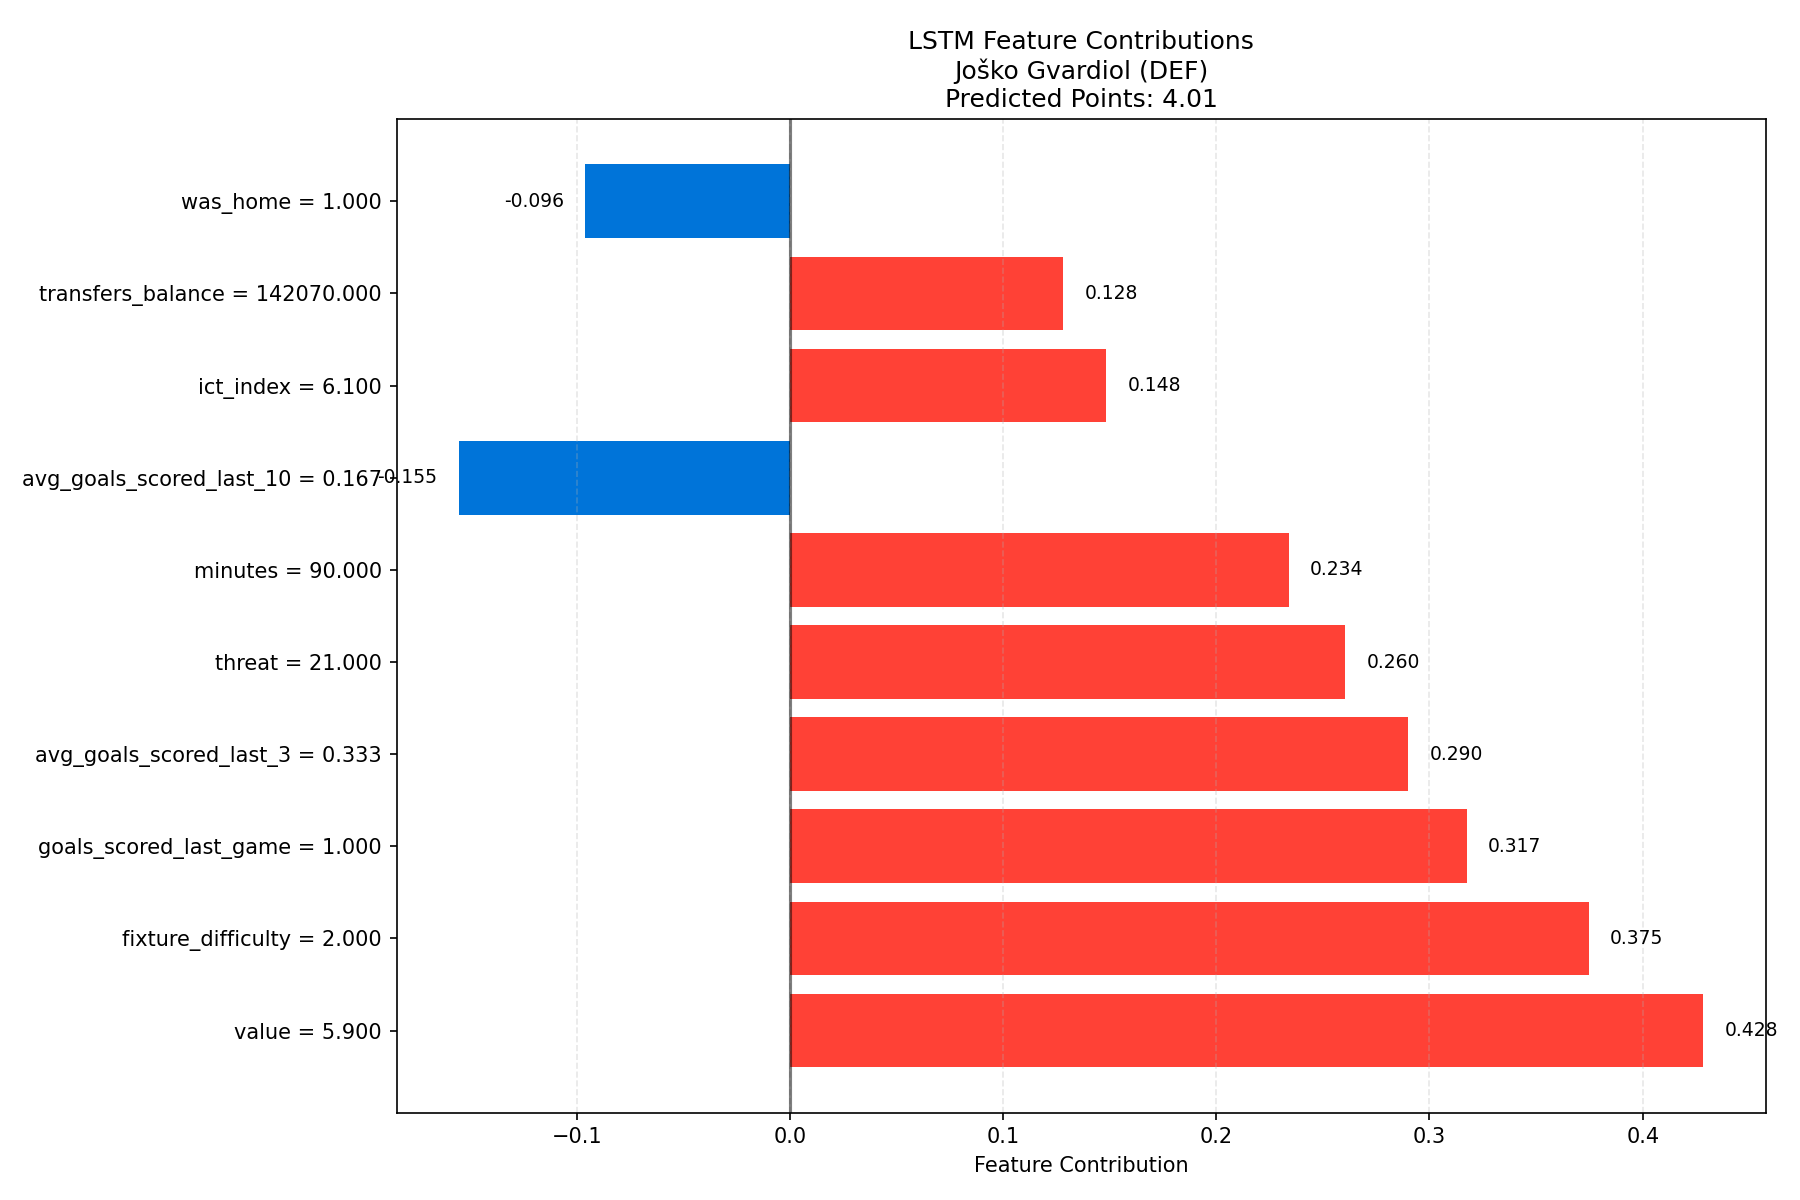 LSTM Feature Contributions
Joško Gvardiol (DEF)
Predicted Points: 4.01
was_home = 1.000
-0.096
transfers_balance = 142070.000
0.128
ict_index = 6.100
0.148
avg_goals_scored_last_10 = 0.167
-0.155
minutes = 90.000
0.234
threat = 21.000
0.260
avg_goals_scored_last_3 = 0.333
0.290
goals_scored_last_game = 1.000
0.317
fixture_difficulty = 2.000
0.375
value = 5.900
0.428
−0.1 0.0 0.1 0.2 0.3 0.4
Feature Contribution